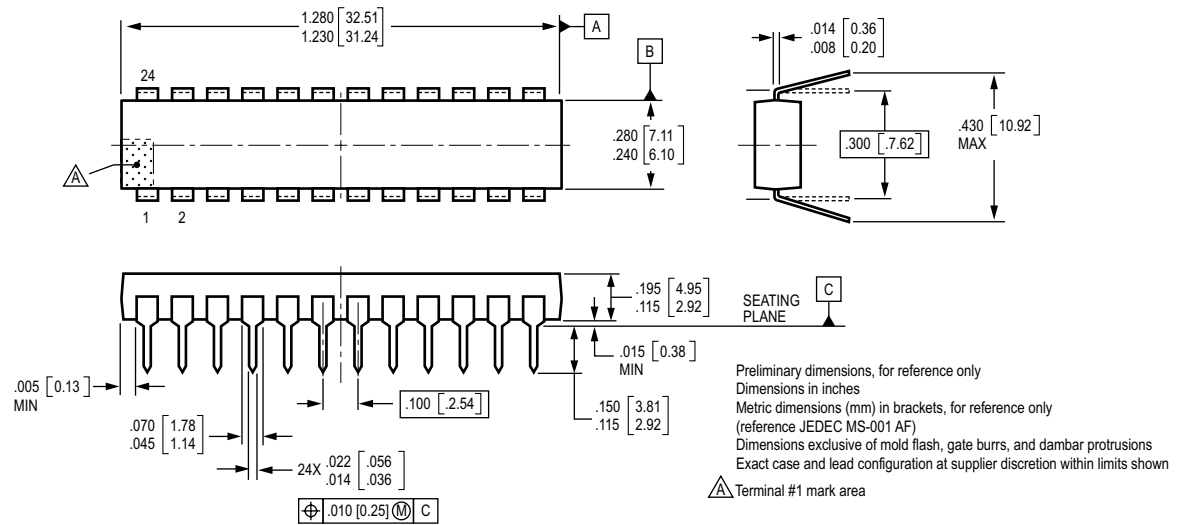 1.280 [32.51]
1.230 [31.24]
A
B
.014 [0.36]
.008 [0.20]
24
.280 [7.11]
.240 [6.10]
.300 [.7.62]
.430 [10.92]
MAX
A
1 2
.195 [4.95]
.115 [2.92]
SEATING
PLANE
C
.015 [0.38]
MIN
.005 [0.13]
MIN
.100 [.2.54]
.150 [3.81]
.115 [2.92]
.070 [1.78]
.045 [1.14]
24X .022 [.056]
.014 [.036]
⌖ .010 [0.25] Ⓜ C
Preliminary dimensions, for reference only
Dimensions in inches
Metric dimensions (mm) in brackets, for reference only
(reference JEDEC MS-001 AF)
Dimensions exclusive of mold flash, gate burrs, and dambar protrusions
Exact case and lead configuration at supplier discretion within limits shown
A Terminal #1 mark area